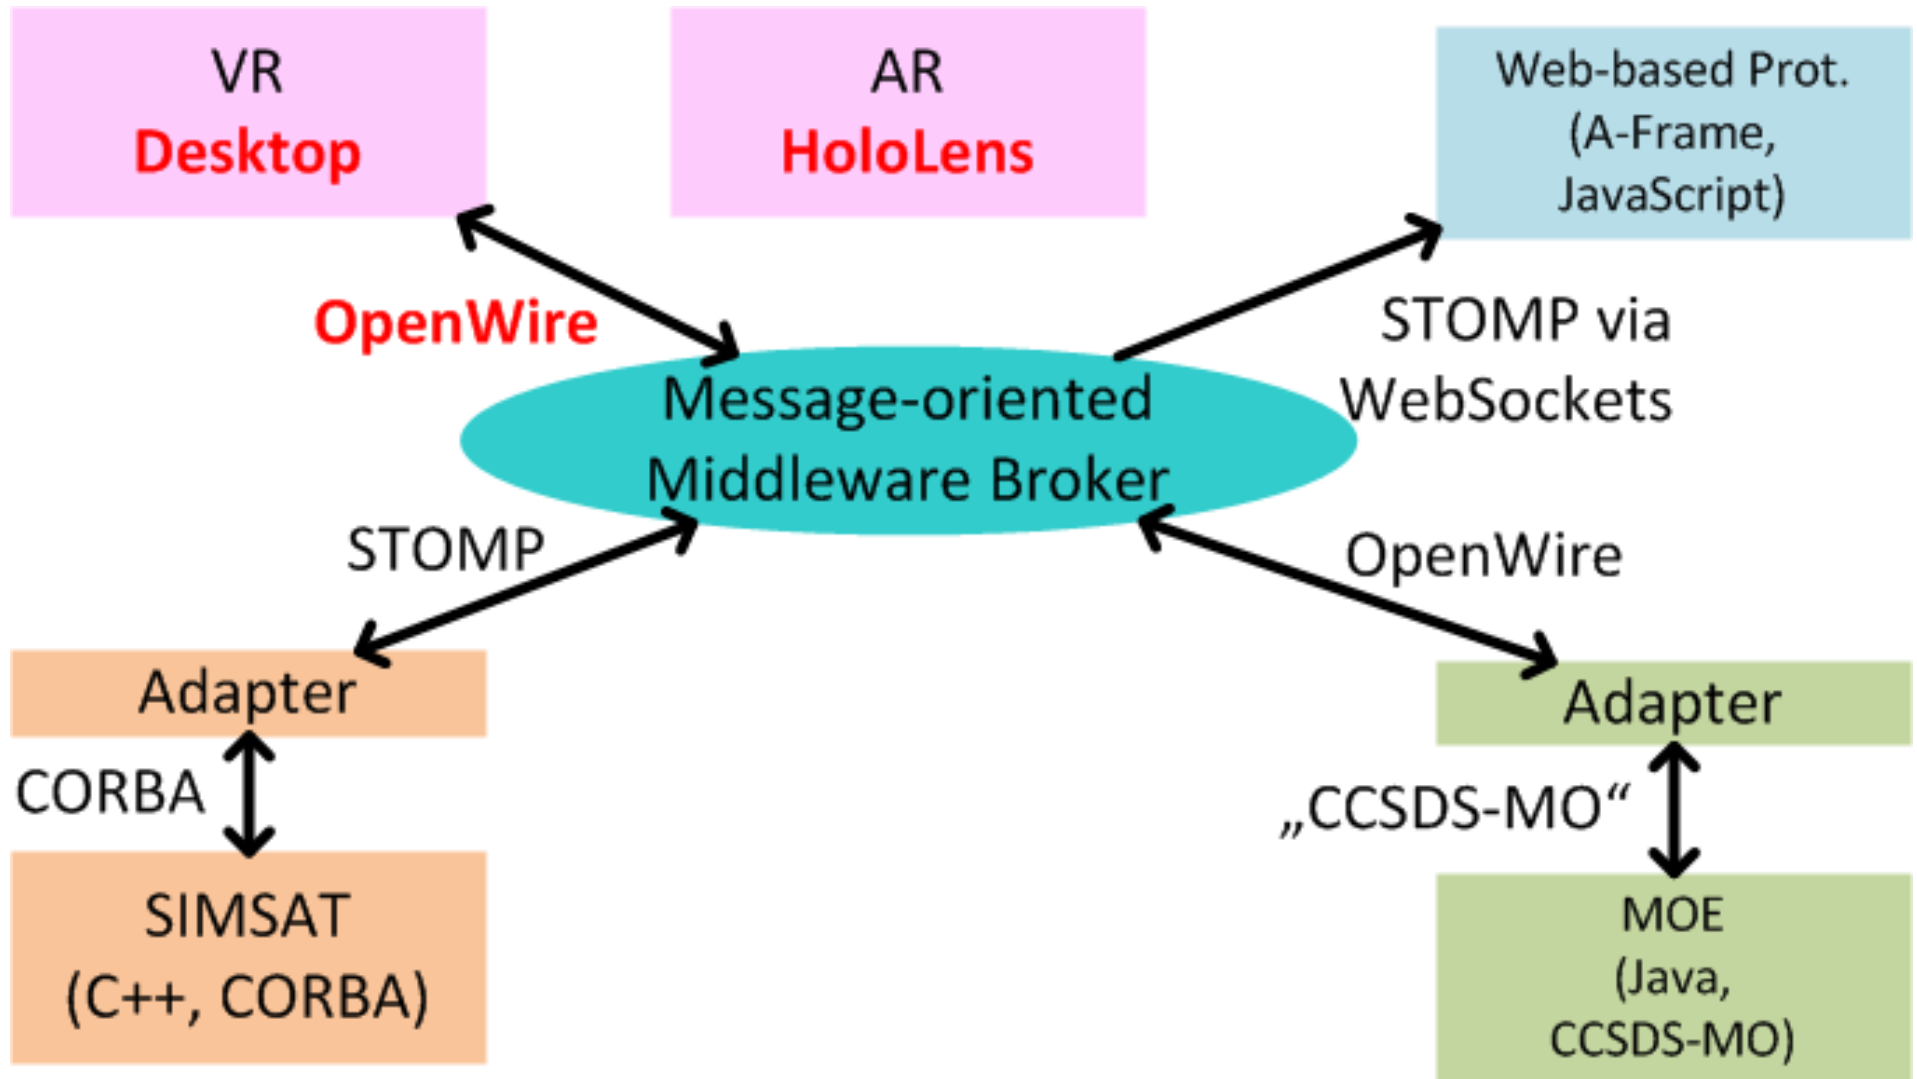 VR
Desktop
AR
HoloLens
Web-based Prot.
(A-Frame,
JavaScript)
OpenWire
STOMP via
WebSockets
Message-oriented
Middleware Broker
STOMP
OpenWire
Adapter
Adapter
CORBA
„CCSDS-MO“
SIMSAT
(C++, CORBA)
MOE
(Java,
CCSDS-MO)